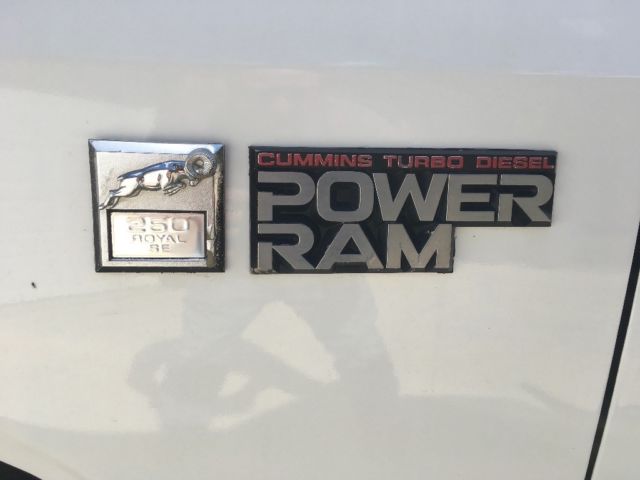 250
ROYAL
SE
CUMMINS TURBO DIESEL
POWER
RAM